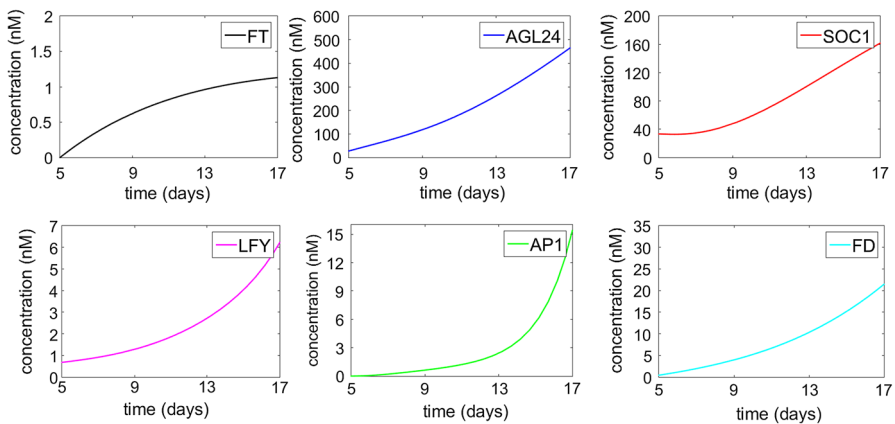 concentration (nM)
2
1.5
1
0.5
0
FT
5 9 13 17
time (days)
concentration (nM)
600
500
400
300
200
100
0
AGL24
5 9 13 17
time (days)
concentration (nM)
200
160
120
80
40
0
SOC1
5 9 13 17
time (days)
concentration (nM)
7
6
5
4
3
2
1
0
LFY
5 9 13 17
time (days)
concentration (nM)
15
12
9
6
3
0
AP1
5 9 13 17
time (days)
concentration (nM)
35
30
25
20
15
10
5
0
FD
5 9 13 17
time (days)